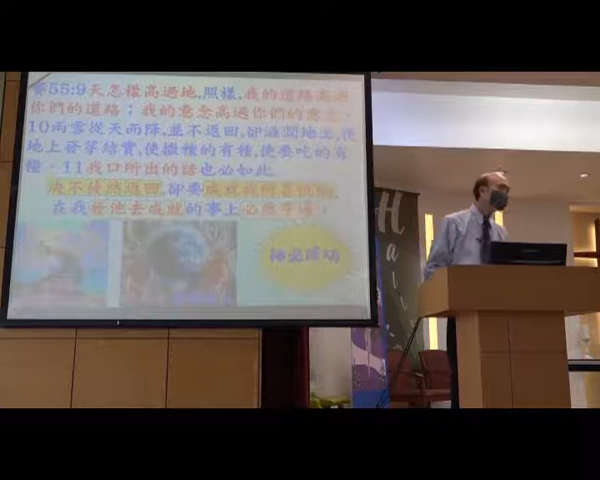 賽55:9天怎樣高過地,照樣,我的道路高過
你們的道路；我的意念高過你們的意念。
10雨雪從天而降,並不返回,卻滋潤地土,使
地上發芽結實,使撒種的有種,使要吃的有
糧。11我口所出的話也必如此
決不徒然返回,卻要成就我所喜悅的,
在我發他去成就的事上必然亨通。
神必成功
H
a
l
l